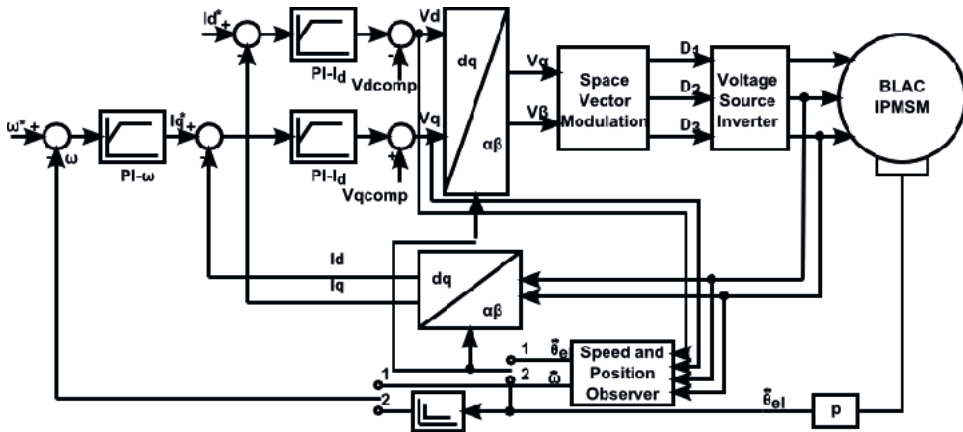 Id* +
-
PI-Id
-
Vdcomp
Vd
dq
αβ
Vα
Vβ
Space
Vector
Modulation
D1
D2
D3
Voltage
Source
Inverter
BLAC
IPMSM
ω* +
-
ω
PI-ω
Iq* +
-
PI-Id
+
Vqcomp
Vq
Id
Iq
dq
αβ
1
2
θ̂el
ω̂
Speed and
Position
Observer
1
2
θ̂el
p